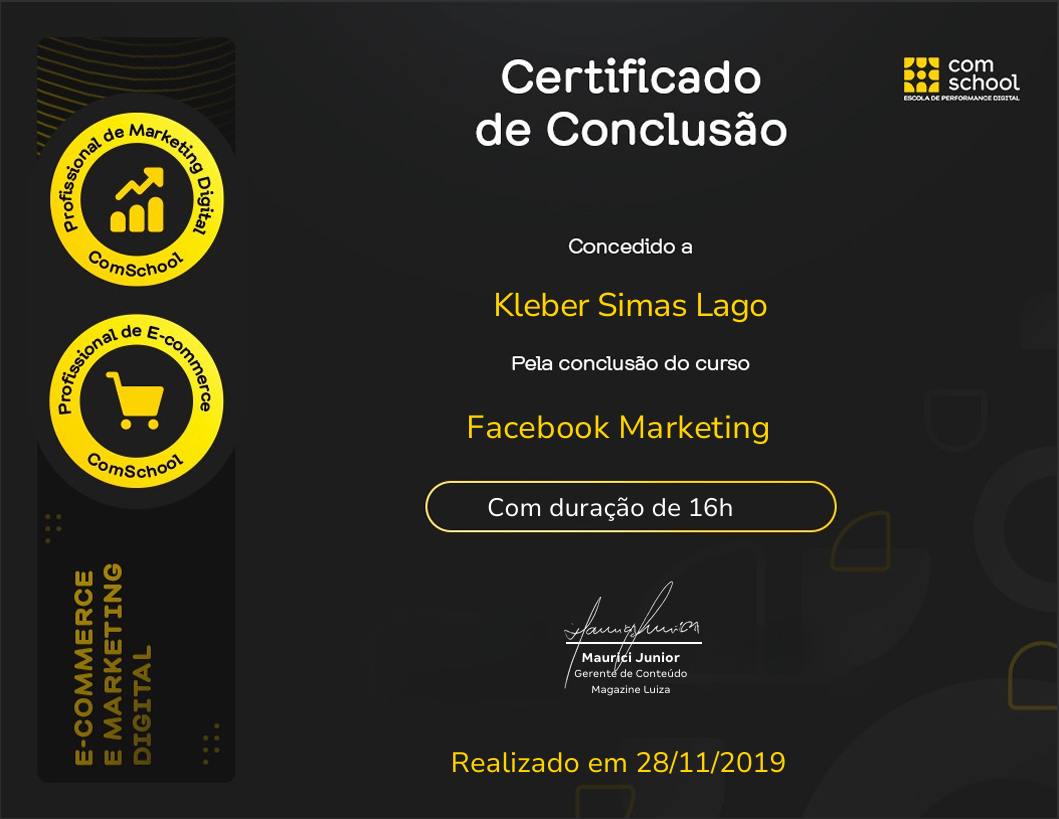 Certificado
de Conclusão
com
school
ESCOLA DE PERFORMANCE DIGITAL
Profissional de Marketing Digital
ComSchool
Profissional de E-commerce
ComSchool
E-COMMERCE
E MARKETING
DIGITAL
Concedido a
Kleber Simas Lago
Pela conclusão do curso
Facebook Marketing
Com duração de 16h
Maurici Junior
Gerente de Conteúdo
Magazine Luiza
Realizado em 28/11/2019